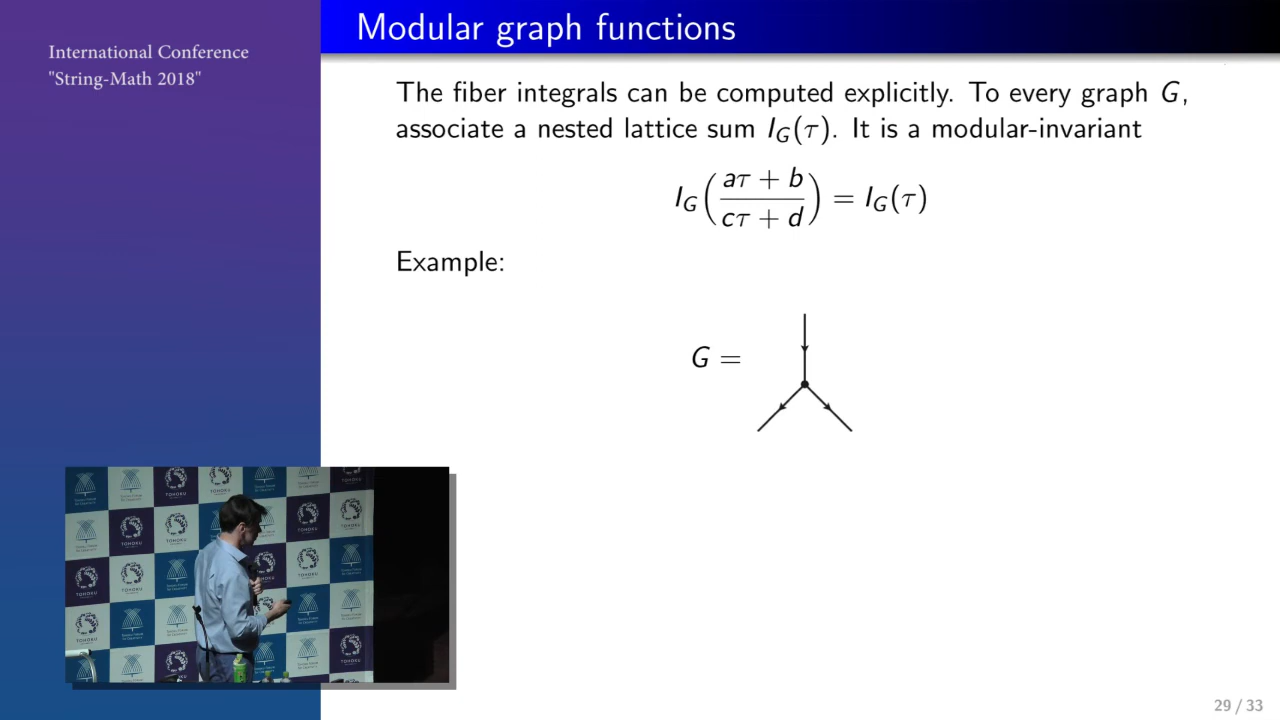 International Conference
"String-Math 2018"
Modular graph functions
The fiber integrals can be computed explicitly. To every graph G,
associate a nested lattice sum I_G(τ). It is a modular-invariant
I_G((aτ + b)/(cτ + d)) = I_G(τ)
Example:
G =
TOHOKU
29 / 33